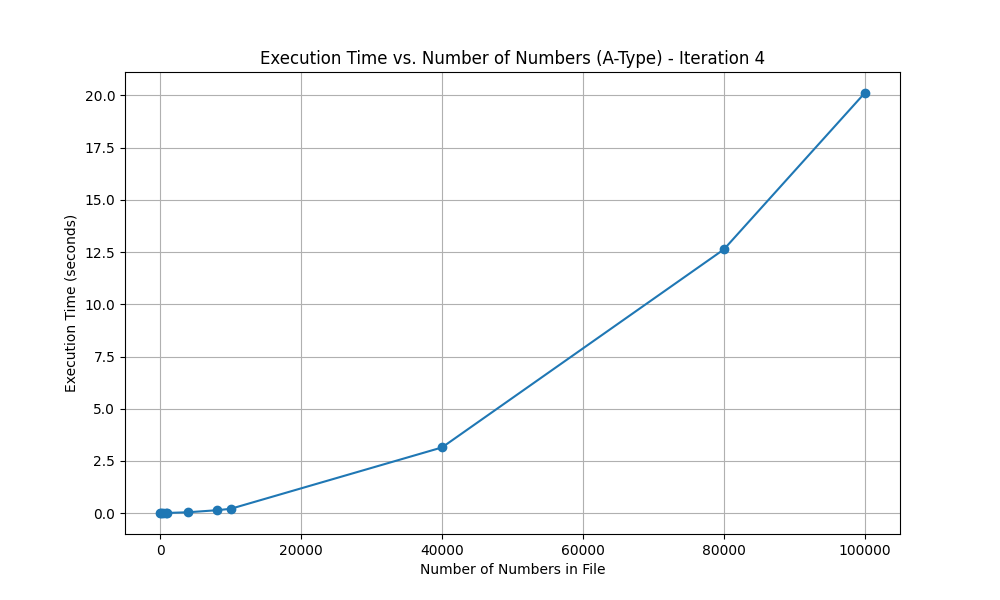 Execution Time vs. Number of Numbers (A-Type) - Iteration 4
20.0
17.5
15.0
12.5
10.0
7.5
5.0
2.5
0.0
Execution Time (seconds)
0 20000 40000 60000 80000 100000
Number of Numbers in File